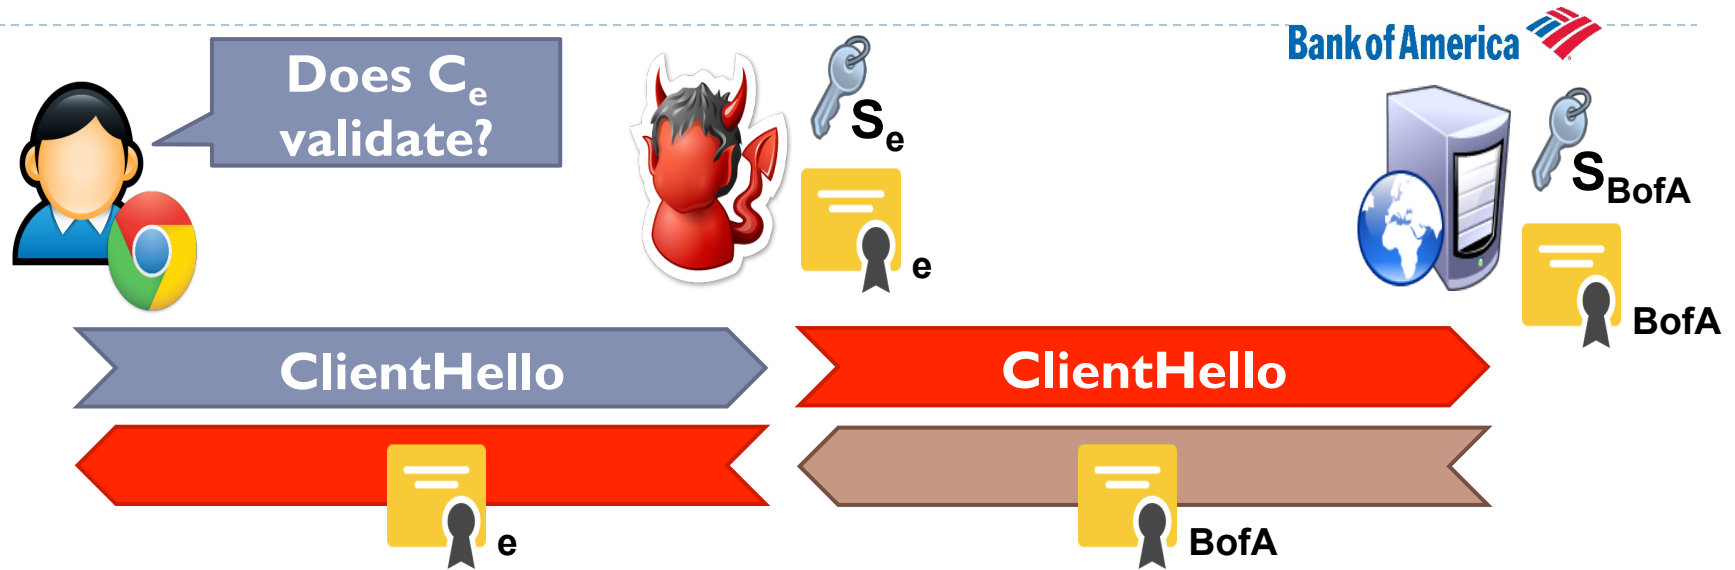 Bank of America
Does Ce
validate?
Se
SBofA
e
BofA
ClientHello
ClientHello
e
BofA